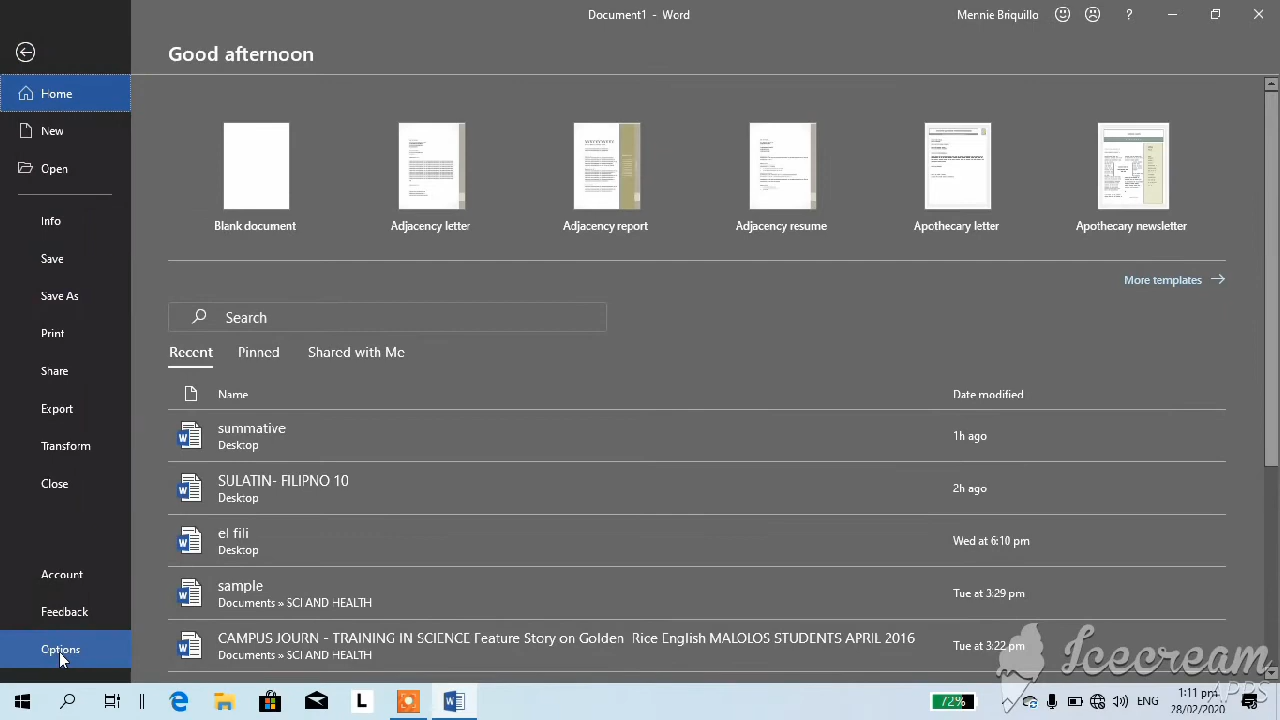 Document1 - Word
Mennie Briquillo
?
Good afternoon
Home
New
Open
Info
Save
Save As
Print
Share
Export
Transform
Close
Account
Feedback
Options
Blank document
Adjacency letter
Adjacency report
Adjacency resume
Apothecary letter
Apothecary newsletter
More templates
Search
Recent Pinned Shared with Me
Name Date modified
summative
Desktop
1h ago
SULATIN- FILIPNO 10
Desktop
2h ago
el fili
Desktop
Wed at 6:10 pm
sample
Documents » SCI AND HEALTH
Tue at 3:29 pm
CAMPUS JOURN - TRAINING IN SCIENCE Feature Story on Golden Rice English MALOLOS STUDENTS APRIL 2016
Documents » SCI AND HEALTH
Tue at 3:22 pm
Icecream
APPS
L
72%
ENG
1:11 pm
28/02/2020